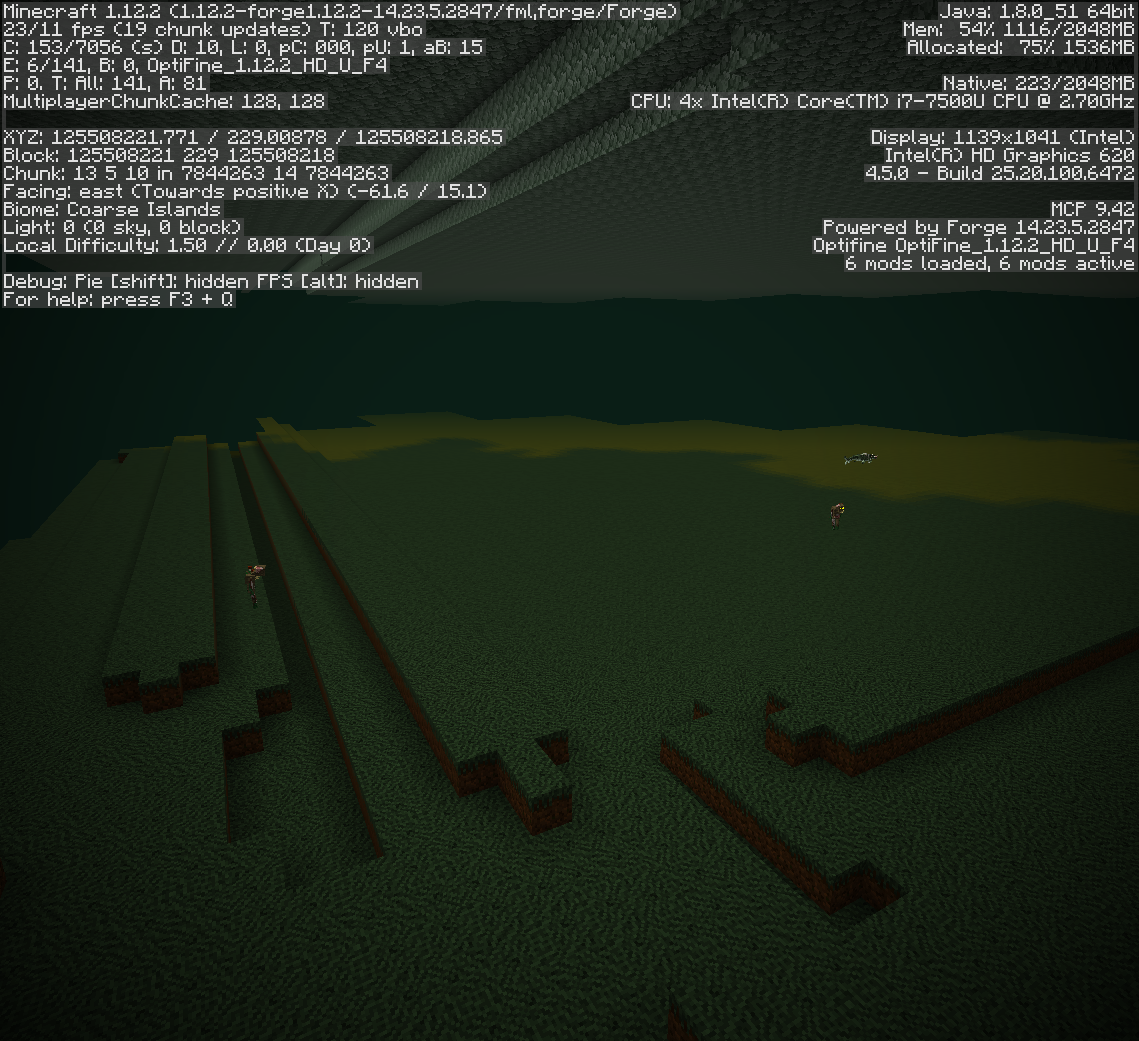 Minecraft 1.12.2 (1.12.2-forge1.12.2-14.23.5.2847/fml,forge/Forge)
23/11 fps (19 chunk updates) T: 120 vbo
C: 153/7056 (s) D: 10, L: 0, pC: 000, pU: 1, aB: 15
E: 6/141, B: 0, OptiFine_1.12.2_HD_U_F4
P: 0. T: All: 141, A: 81
MultiplayerChunkCache: 128, 128
XYZ: 125508221.771 / 229.00878 / 125508218.865
Block: 125508221 229 125508218
Chunk: 13 5 10 in 7844263 14 7844263
Facing: east (Towards positive X) (-61.6 / 15.1)
Biome: Coarse Islands
Light: 0 (0 sky, 0 block)
Local Difficulty: 1.50 // 0.00 (Day 0)
Debug: Pie [shift]: hidden FPS [alt]: hidden
For help: press F3 + Q
Java: 1.8.0_51 64bit
Mem: 54% 1116/2048MB
Allocated: 75% 1536MB
Native: 223/2048MB
CPU: 4x Intel(R) Core(TM) i7-7500U CPU @ 2.70GHz
Display: 1139x1041 (Intel)
Intel(R) HD Graphics 620
4.5.0 - Build 25.20.100.6472
MCP 9.42
Powered by Forge 14.23.5.2847
Optifine OptiFine_1.12.2_HD_U_F4
6 mods loaded, 6 mods active